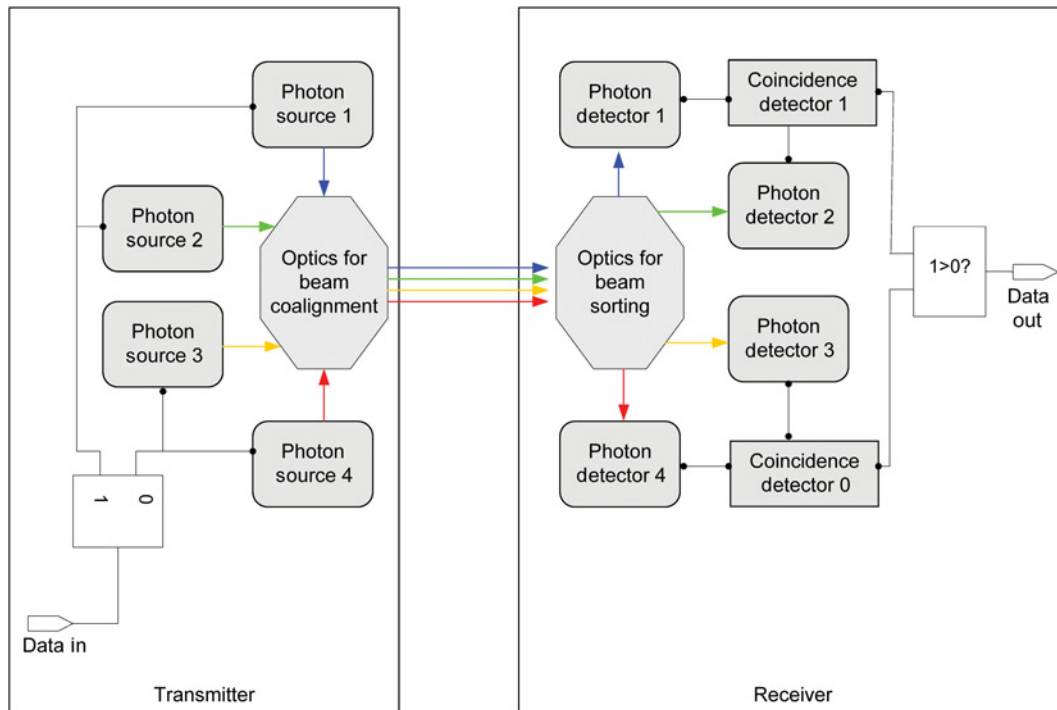 Photon
source 1
Photon
source 2
Optics for
beam
coalignment
Photon
source 3
Photon
source 4
1
0
Data in
Transmitter
Photon
detector 1
Coincidence
detector 1
Photon
detector 2
Optics for
beam
sorting
1>0?
Data
out
Photon
detector 3
Photon
detector 4
Coincidence
detector 0
Receiver